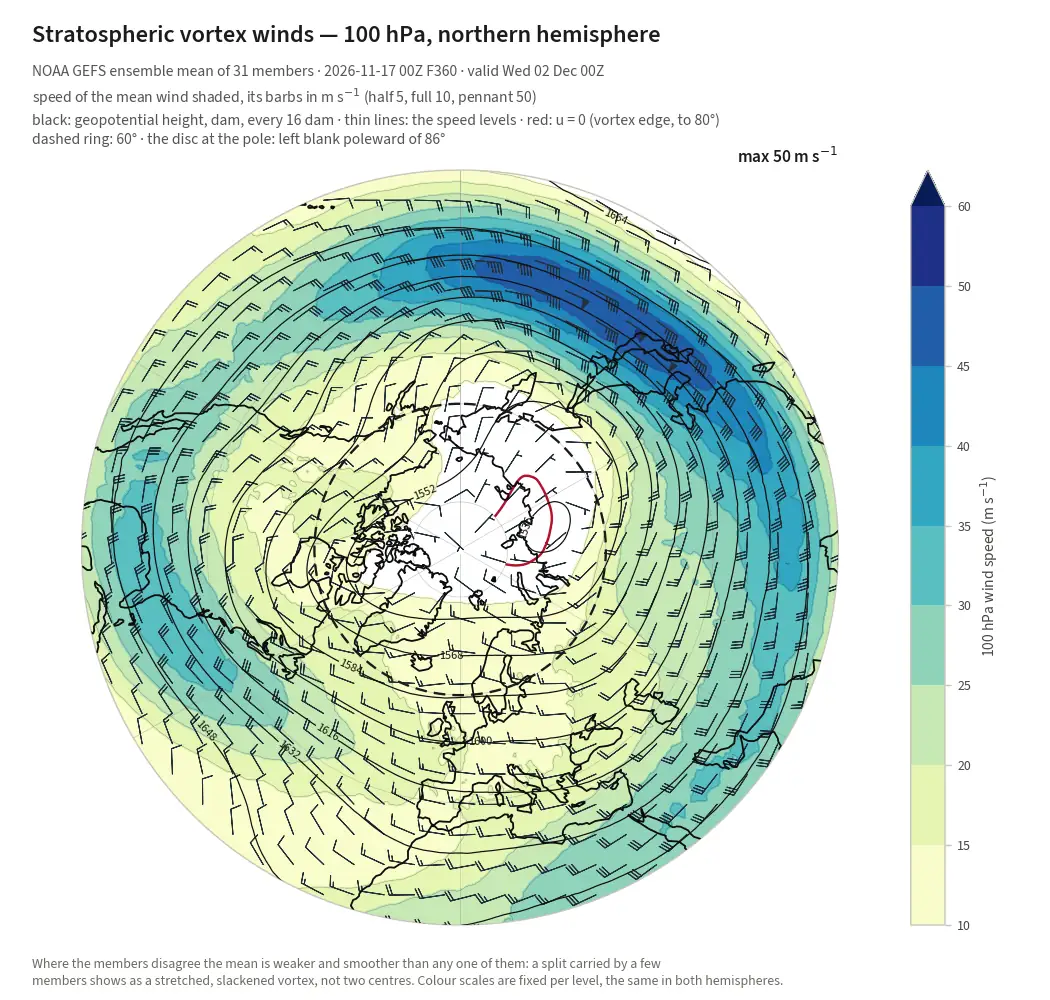 Stratospheric vortex winds — 100 hPa, northern hemisphere
NOAA GEFS ensemble mean of 31 members · 2026-11-17 00Z F360 · valid Wed 02 Dec 00Z
speed of the mean wind shaded, its barbs in m s⁻¹ (half 5, full 10, pennant 50)
black: geopotential height, dam, every 16 dam · thin lines: the speed levels · red: u = 0 (vortex edge, to 80°)
dashed ring: 60° · the disc at the pole: left blank poleward of 86°
max 50 m s⁻¹
1664
1552
1568
1584
1600
1616
1632
1648
60
50
45
40
35
30
25
20
15
10
100 hPa wind speed (m s⁻¹)
Where the members disagree the mean is weaker and smoother than any one of them: a split carried by a few
members shows as a stretched, slackened vortex, not two centres. Colour scales are fixed per level, the same in both hemispheres.